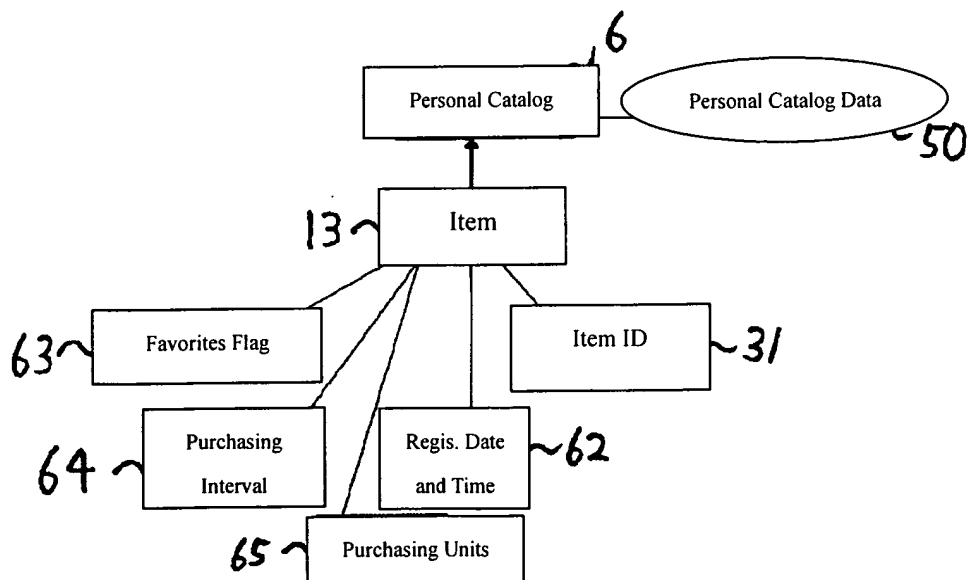 6
Personal Catalog
Personal Catalog Data
50
13
Item
63
Favorites Flag
Item ID
31
64
Purchasing
Interval
Regis. Date
and Time
62
65
Purchasing Units